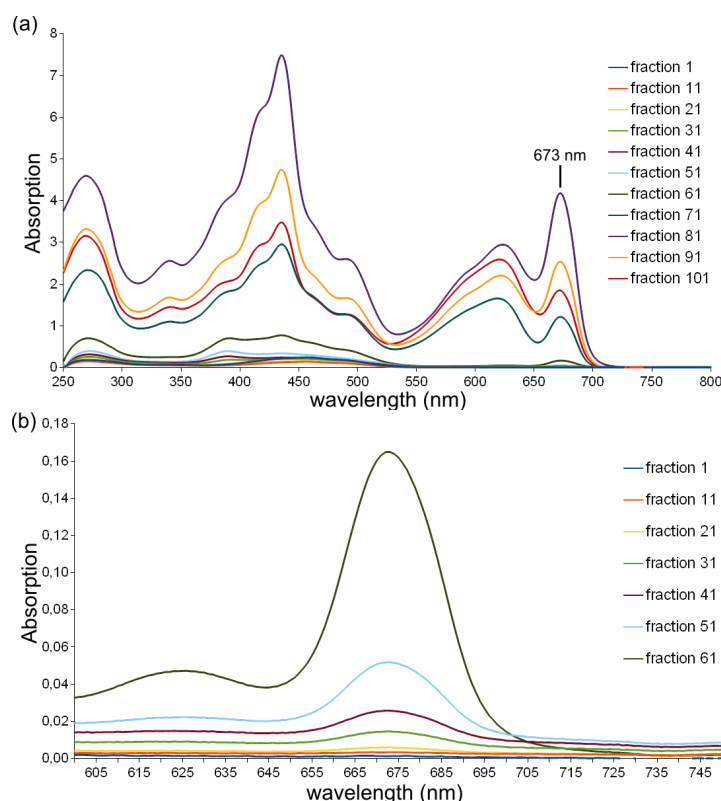 (a)
Absorption
8
7
6
5
4
3
2
1
0
250 300 350 400 450 500 550 600 650 700 750 800
wavelength (nm)
673 nm
fraction 1
fraction 11
fraction 21
fraction 31
fraction 41
fraction 51
fraction 61
fraction 71
fraction 81
fraction 91
fraction 101
(b)
Absorption
0,18
0,16
0,14
0,12
0,10
0,08
0,06
0,04
0,02
0,00
605 615 625 635 645 655 665 675 685 695 705 715 725 735 745
wavelength (nm)
fraction 1
fraction 11
fraction 21
fraction 31
fraction 41
fraction 51
fraction 61